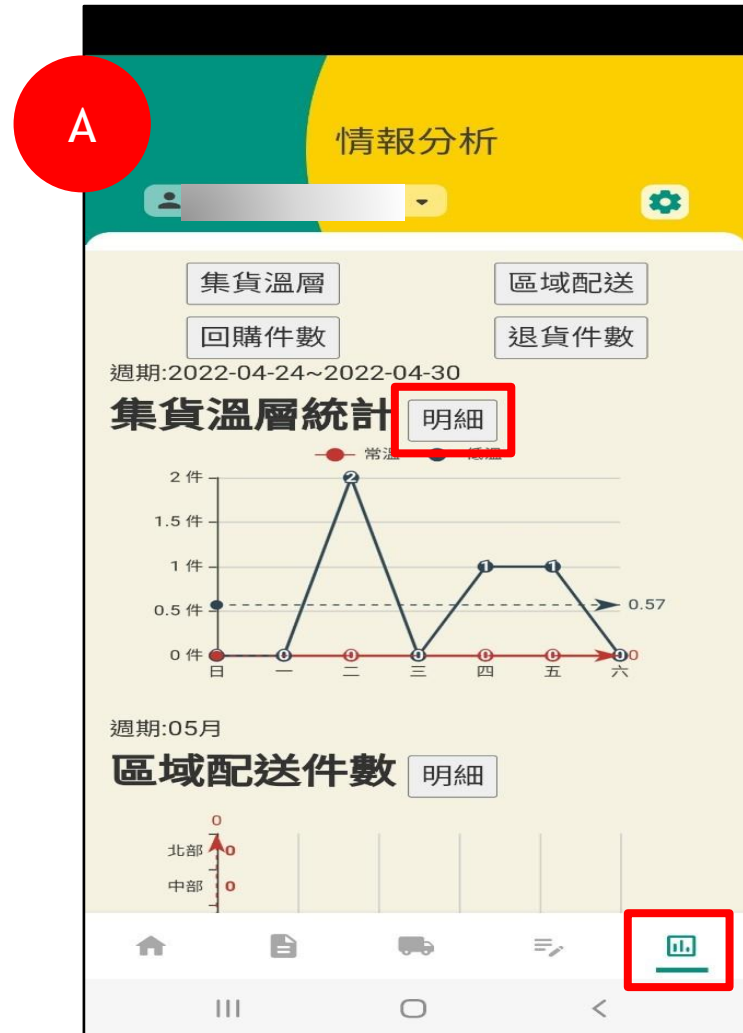 A
情報分析
集貨溫層 區域配送
回購件數 退貨件數
週期:2022-04-24~2022-04-30
集貨溫層統計 明細
常溫 低溫
2 件
2
1.5 件
1 件
1 1
0.5 件
0.57
0 件
0 0 0 0 0 0 0
日 一 二 三 四 五 六
週期:05月
區域配送件數 明細
0
北部 0
中部 0